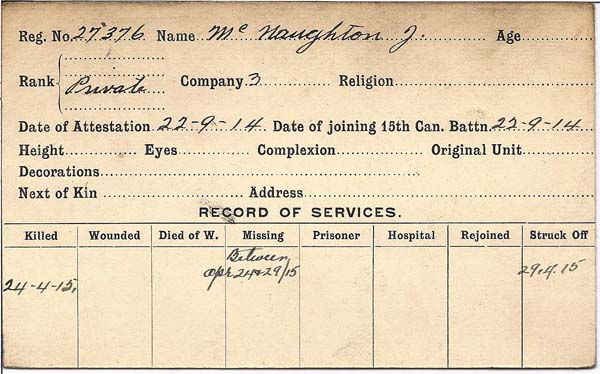 Reg. No. 27376 Name Mc Naughton J. Age
Rank Private Company 3 Religion
Date of Attestation 22-9-14 Date of joining 15th Can. Battn. 22-9-14
Height Eyes Complexion Original Unit
Decorations
Next of Kin Address
RECORD OF SERVICES.
Killed Wounded Died of W. Missing Prisoner Hospital Rejoined Struck Off
Between
24-4-15. apr 24 & 29/15 29.4.15